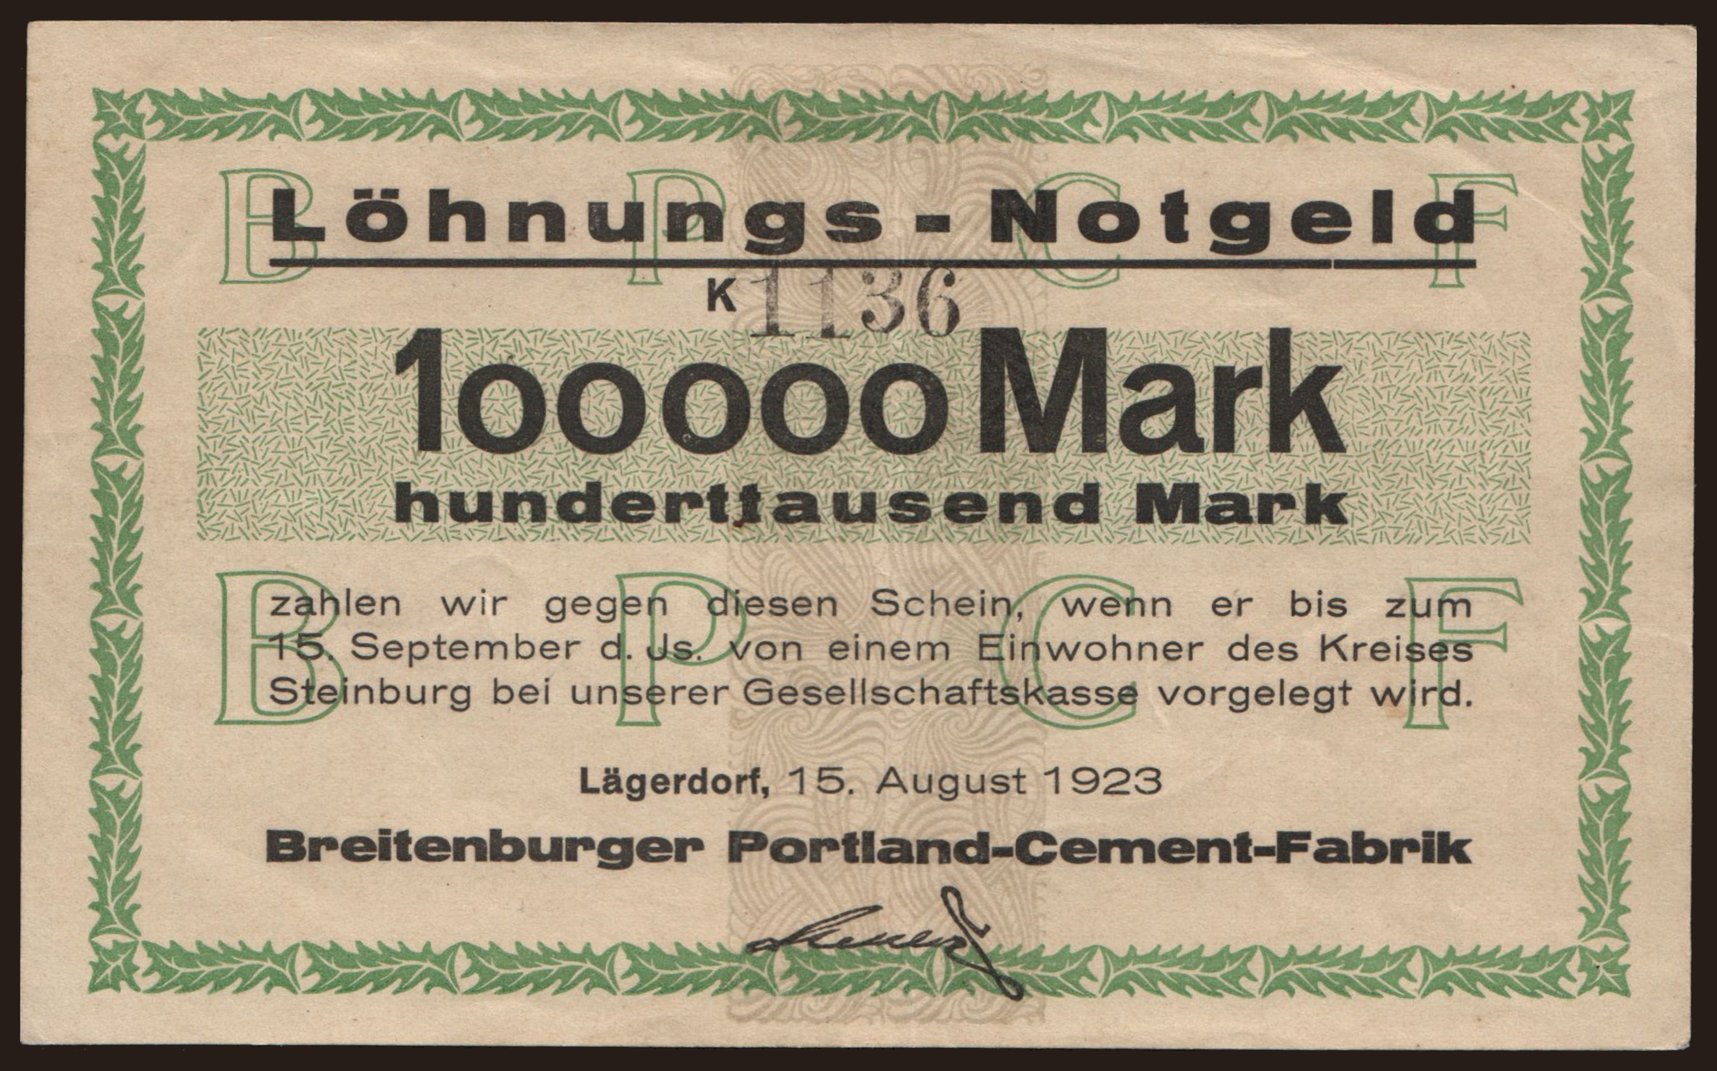 B P C F
Löhnungs-Notgeld
K 1136
100000 Mark
hunderttausend Mark
B P C F
zahlen wir gegen diesen Schein, wenn er bis zum
15. September d. Js. von einem Einwohner des Kreises
Steinburg bei unserer Gesellschaftskasse vorgelegt wird.
Lägerdorf, 15. August 1923
Breitenburger Portland-Cement-Fabrik